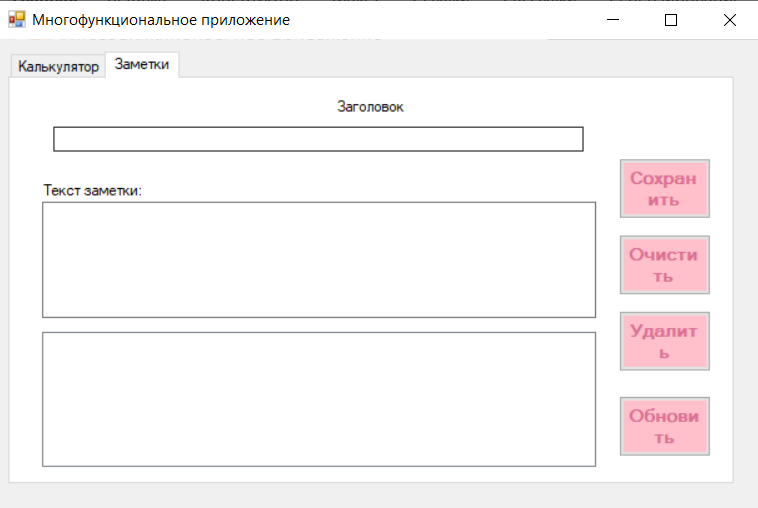 Многофункциональное приложение
Калькулятор
Заметки
Заголовок
Текст заметки:
Сохран
ить
Очисти
ть
Удалит
ь
Обнови
ть